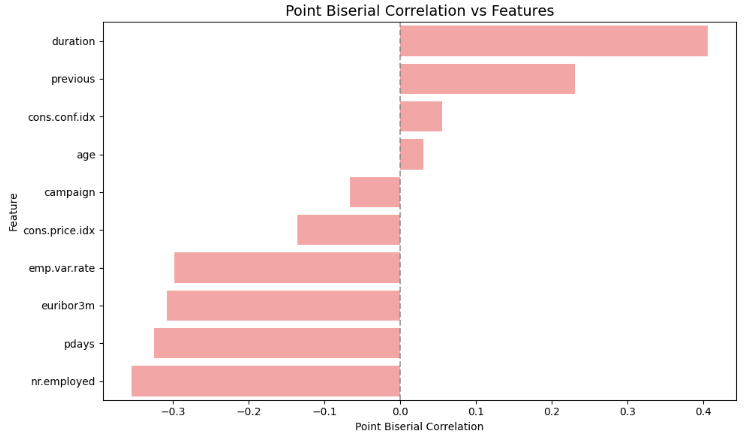 Point Biserial Correlation vs Features
Feature
duration
previous
cons.conf.idx
age
campaign
cons.price.idx
emp.var.rate
euribor3m
pdays
nr.employed
−0.3 −0.2 −0.1 0.0 0.1 0.2 0.3 0.4
Point Biserial Correlation